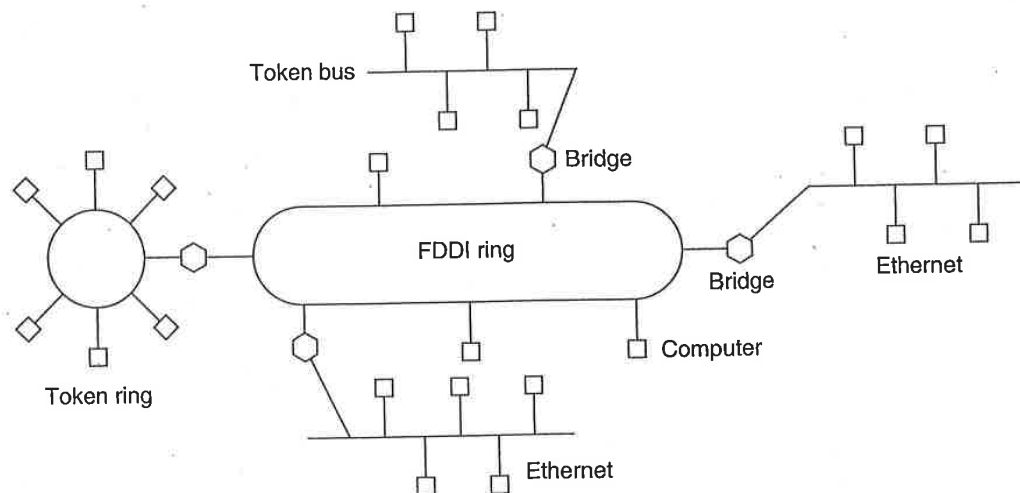 Token bus
Bridge
FDDI ring
Bridge
Ethernet
Computer
Token ring
Ethernet